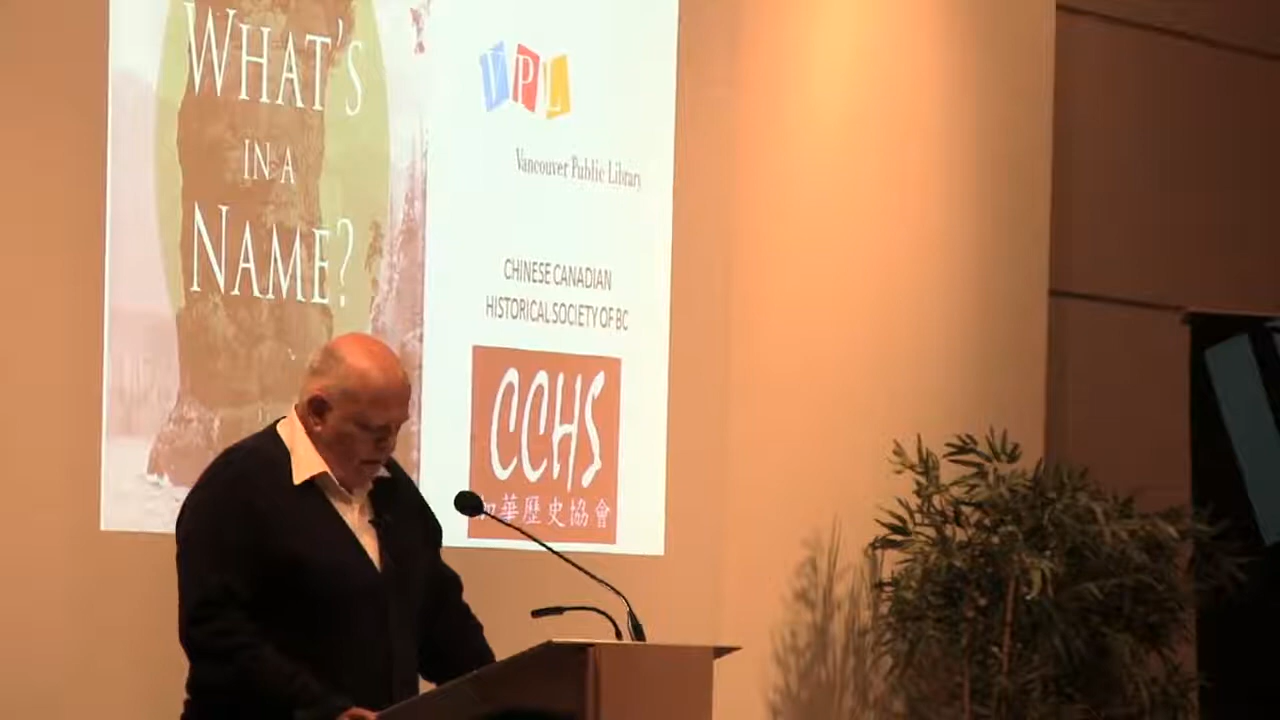 WHAT'S
IN A
NAME?
VPL
Vancouver Public Library
CHINESE CANADIAN
HISTORICAL SOCIETY OF BC
CCHS
加華歷史協會